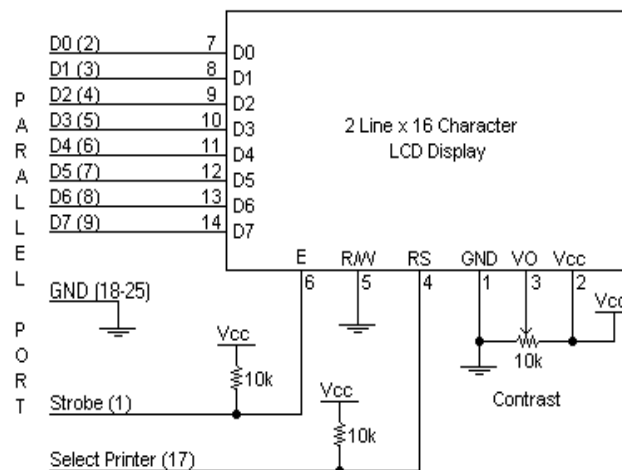 PARALLEL PORT
D0 (2) 7 D0
D1 (3) 8 D1
D2 (4) 9 D2
D3 (5) 10 D3
D4 (6) 11 D4
D5 (7) 12 D5
D6 (8) 13 D6
D7 (9) 14 D7
2 Line x 16 Character
LCD Display
E R/W RS GND VO Vcc
6 5 4 1 3 2
GND (18-25)
Vcc
Vcc
10k
10k
Contrast
Strobe (1)
Vcc
10k
Select Printer (17)